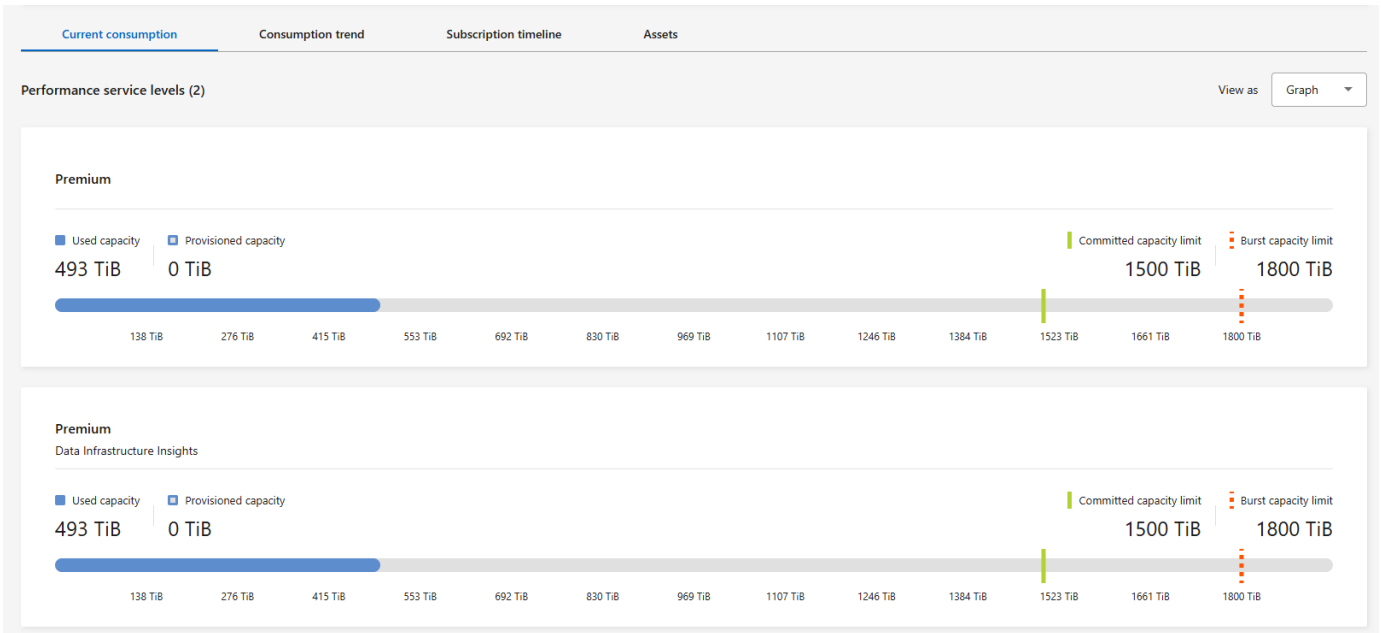 Current consumption Consumption trend Subscription timeline Assets
Performance service levels (2) View as Graph
Premium
Used capacity Provisioned capacity Committed capacity limit Burst capacity limit
493 TiB 0 TiB 1500 TiB 1800 TiB
138 TiB 276 TiB 415 TiB 553 TiB 692 TiB 830 TiB 969 TiB 1107 TiB 1246 TiB 1384 TiB 1523 TiB 1661 TiB 1800 TiB
Premium
Data Infrastructure Insights
Used capacity Provisioned capacity Committed capacity limit Burst capacity limit
493 TiB 0 TiB 1500 TiB 1800 TiB
138 TiB 276 TiB 415 TiB 553 TiB 692 TiB 830 TiB 969 TiB 1107 TiB 1246 TiB 1384 TiB 1523 TiB 1661 TiB 1800 TiB